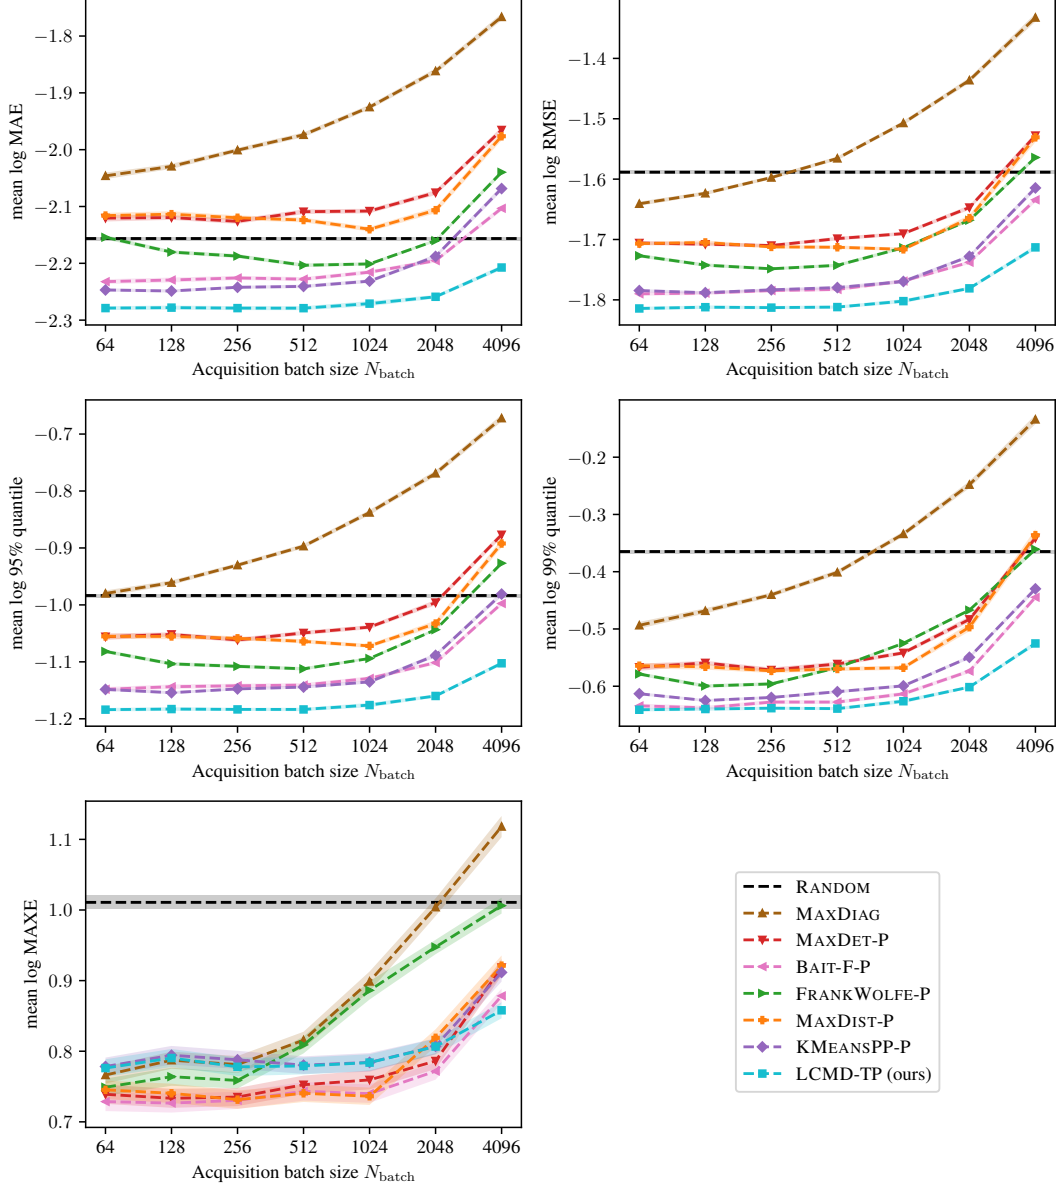 mean log MAE
−1.8
−1.9
−2.0
−2.1
−2.2
−2.3
64 128 256 512 1024 2048 4096
Acquisition batch size N_batch
mean log RMSE
−1.4
−1.5
−1.6
−1.7
−1.8
64 128 256 512 1024 2048 4096
Acquisition batch size N_batch
mean log 95% quantile
−0.7
−0.8
−0.9
−1.0
−1.1
−1.2
64 128 256 512 1024 2048 4096
Acquisition batch size N_batch
mean log 99% quantile
−0.2
−0.3
−0.4
−0.5
−0.6
64 128 256 512 1024 2048 4096
Acquisition batch size N_batch
mean log MAXE
1.1
1.0
0.9
0.8
0.7
64 128 256 512 1024 2048 4096
Acquisition batch size N_batch
RANDOM
MAXDIAG
MAXDET-P
BAIT-F-P
FRANKWOLFE-P
MAXDIST-P
KMEANSPP-P
LCMD-TP (ours)